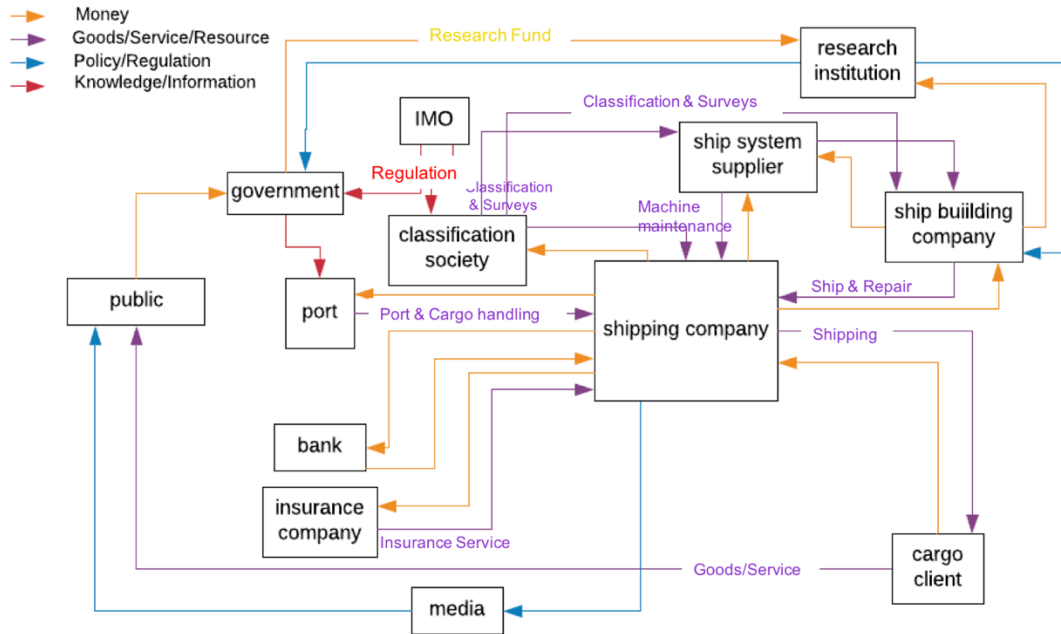 Money
Goods/Service/Resource
Policy/Regulation
Knowledge/Information
Research Fund
research
institution
IMO
Classification & Surveys
ship system
supplier
Regulation
government
Classification
& Surveys
classification
society
Machine
maintenance
ship buiilding
company
public
port
Port & Cargo handling
shipping company
Ship & Repair
Shipping
bank
insurance
company
Insurance Service
Goods/Service
cargo
client
media